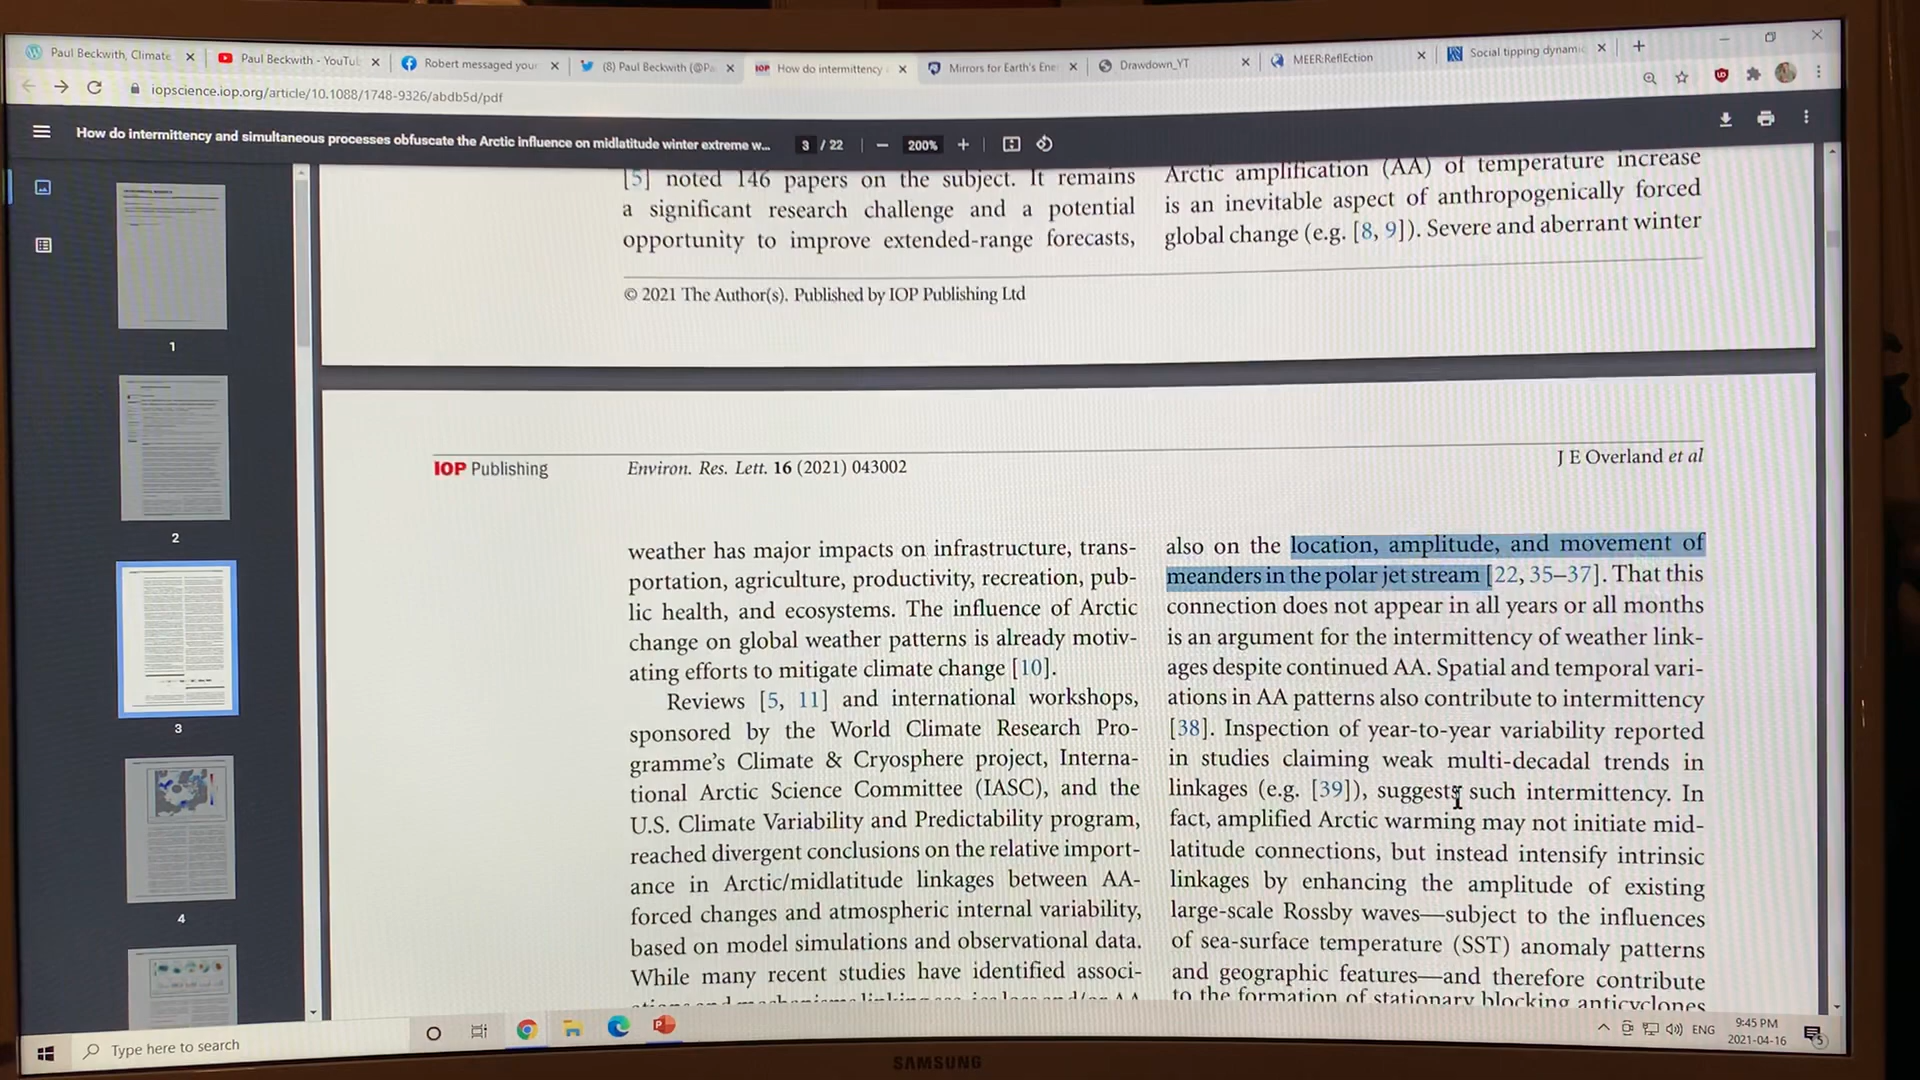 Paul Beckwith, Climate
Paul Beckwith - YouTu
Robert messaged your
(8) Paul Beckwith (@Pa
IOP How do intermittency
Mirrors for Earth's Ene
Drawdown_YT
MEER:ReflEction
Social tipping dynami
iopscience.iop.org/article/10.1088/1748-9326/abdb5d/pdf
How do intermittency and simultaneous processes obfuscate the Arctic influence on midlatitude winter extreme w...
3 / 22
200%
1
2
3
4
[5] noted 146 papers on the subject. It remains
a significant research challenge and a potential
opportunity to improve extended-range forecasts,
Arctic amplification (AA) of temperature increase
is an inevitable aspect of anthropogenically forced
global change (e.g. [8, 9]). Severe and aberrant winter
© 2021 The Author(s). Published by IOP Publishing Ltd
IOP Publishing
Environ. Res. Lett. 16 (2021) 043002
J E Overland et al
weather has major impacts on infrastructure, trans-
portation, agriculture, productivity, recreation, pub-
lic health, and ecosystems. The influence of Arctic
change on global weather patterns is already motiv-
ating efforts to mitigate climate change [10].
Reviews [5, 11] and international workshops,
sponsored by the World Climate Research Pro-
gramme's Climate & Cryosphere project, Interna-
tional Arctic Science Committee (IASC), and the
U.S. Climate Variability and Predictability program,
reached divergent conclusions on the relative import-
ance in Arctic/midlatitude linkages between AA-
forced changes and atmospheric internal variability,
based on model simulations and observational data.
While many recent studies have identified associ-
also on the location, amplitude, and movement of
meanders in the polar jet stream [22, 35–37]. That this
connection does not appear in all years or all months
is an argument for the intermittency of weather link-
ages despite continued AA. Spatial and temporal vari-
ations in AA patterns also contribute to intermittency
[38]. Inspection of year-to-year variability reported
in studies claiming weak multi-decadal trends in
linkages (e.g. [39]), suggests such intermittency. In
fact, amplified Arctic warming may not initiate mid-
latitude connections, but instead intensify intrinsic
linkages by enhancing the amplitude of existing
large-scale Rossby waves—subject to the influences
of sea-surface temperature (SST) anomaly patterns
and geographic features—and therefore contribute
to the formation of stationary blocking anticyclones
Type here to search
ENG
9:45 PM
2021-04-16
5
SAMSUNG